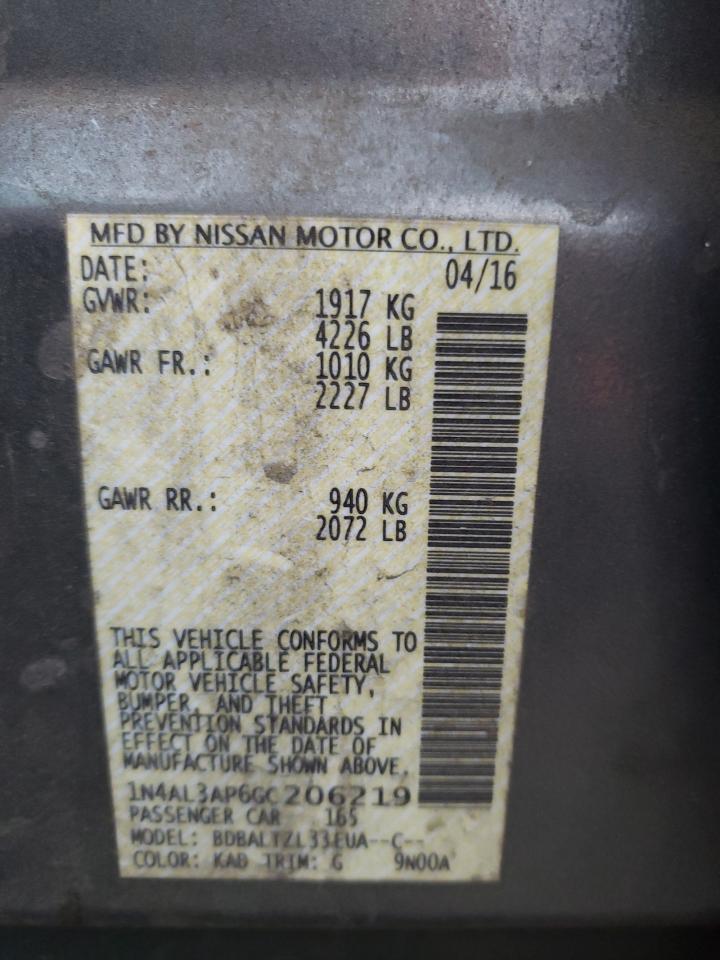 MFD BY NISSAN MOTOR CO., LTD.
DATE: 04/16
GVWR: 1917 KG
4226 LB
GAWR FR.: 1010 KG
2227 LB
GAWR RR.: 940 KG
2072 LB
THIS VEHICLE CONFORMS TO
ALL APPLICABLE FEDERAL
MOTOR VEHICLE SAFETY,
BUMPER, AND THEFT
PREVENTION STANDARDS IN
EFFECT ON THE DATE OF
MANUFACTURE SHOWN ABOVE.
1N4AL3AP6GC206219
PASSENGER CAR 165
MODEL: BDBALTZL33EUA--C--
COLOR: KAD TRIM: G 9N00A